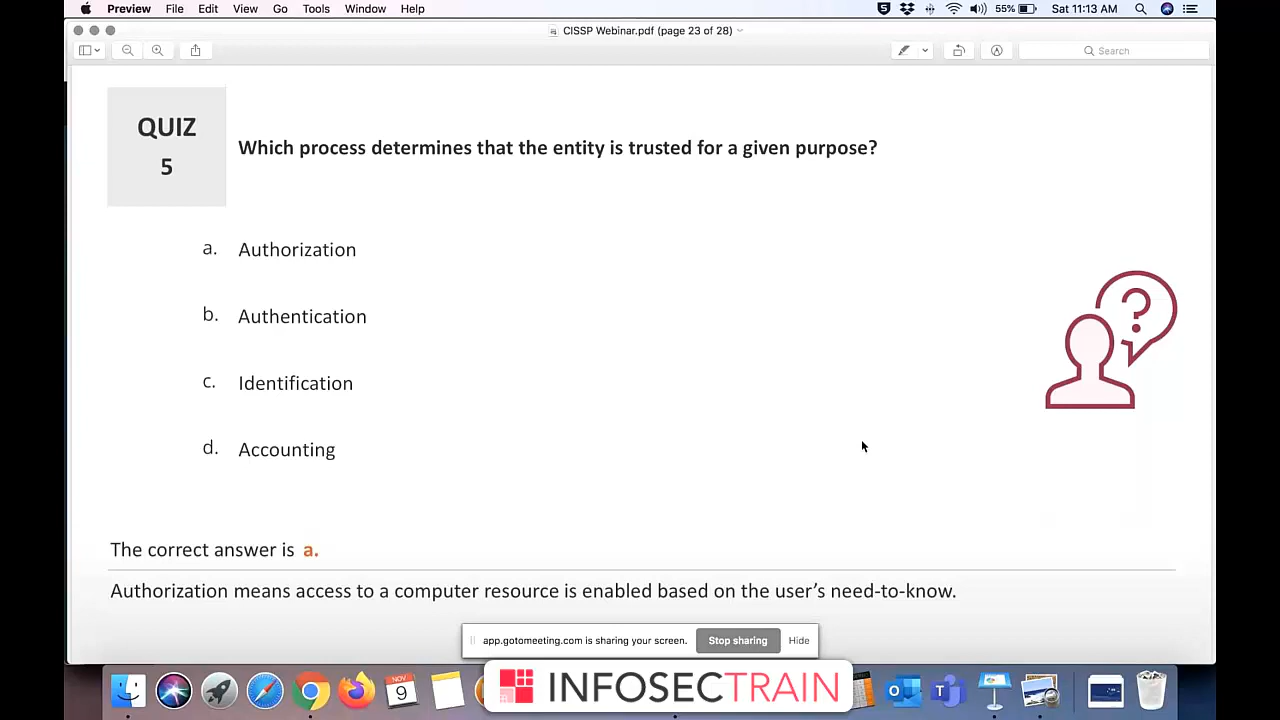 Preview File Edit View Go Tools Window Help 5 55% Sat 11:13 AM
CISSP Webinar.pdf (page 23 of 28)
Search
QUIZ
5
Which process determines that the entity is trusted for a given purpose?
a. Authorization
b. Authentication
c. Identification
d. Accounting
?
The correct answer is a.
Authorization means access to a computer resource is enabled based on the user's need-to-know.
app.gotomeeting.com is sharing your screen. Stop sharing Hide
NOV
9
INFOSECTRAIN